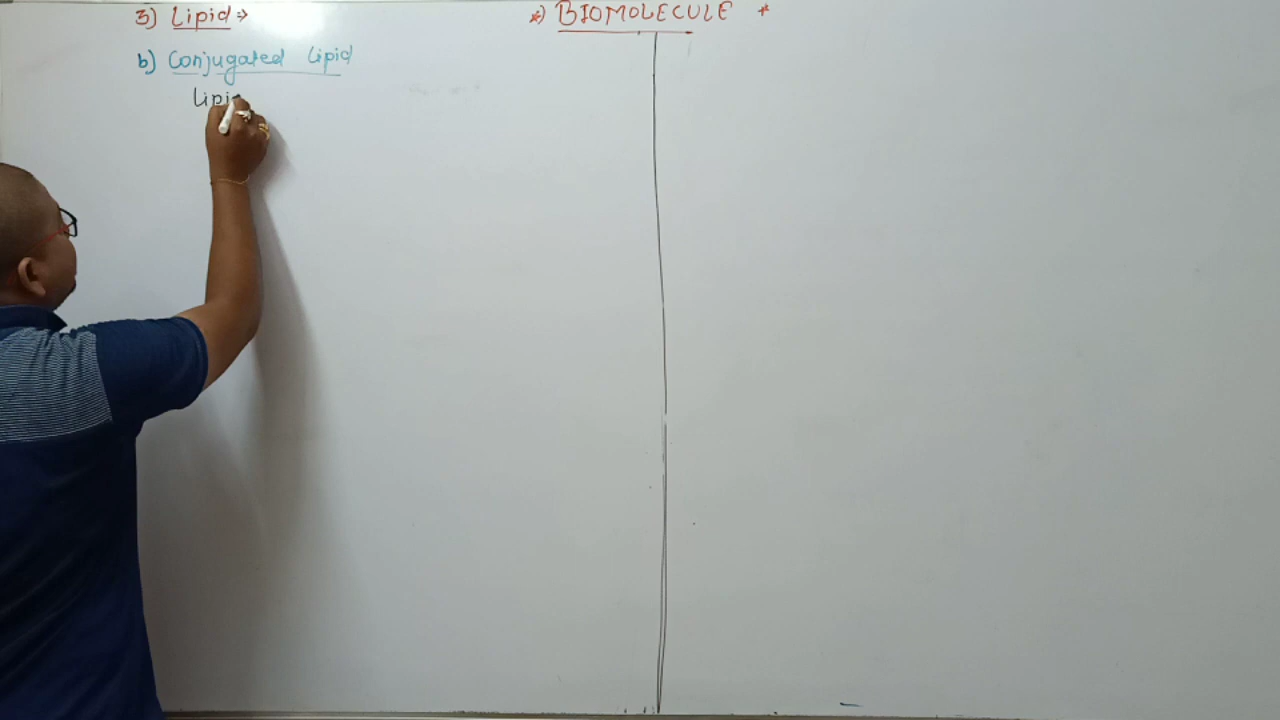 *) BIOMOLECULE *
3) Lipid ⇒
b) Conjugated Lipid
Lipi